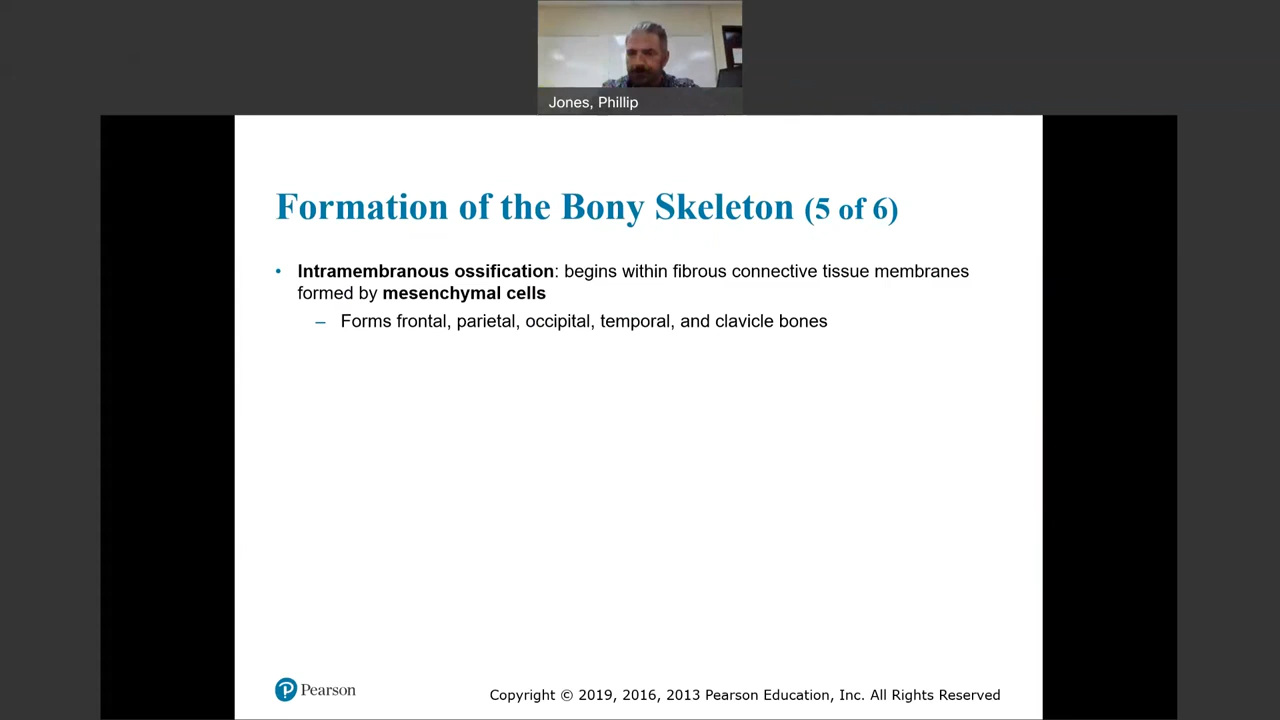 Jones, Phillip
Formation of the Bony Skeleton (5 of 6)
• Intramembranous ossification: begins within fibrous connective tissue membranes
formed by mesenchymal cells
– Forms frontal, parietal, occipital, temporal, and clavicle bones
Pearson
Copyright © 2019, 2016, 2013 Pearson Education, Inc. All Rights Reserved